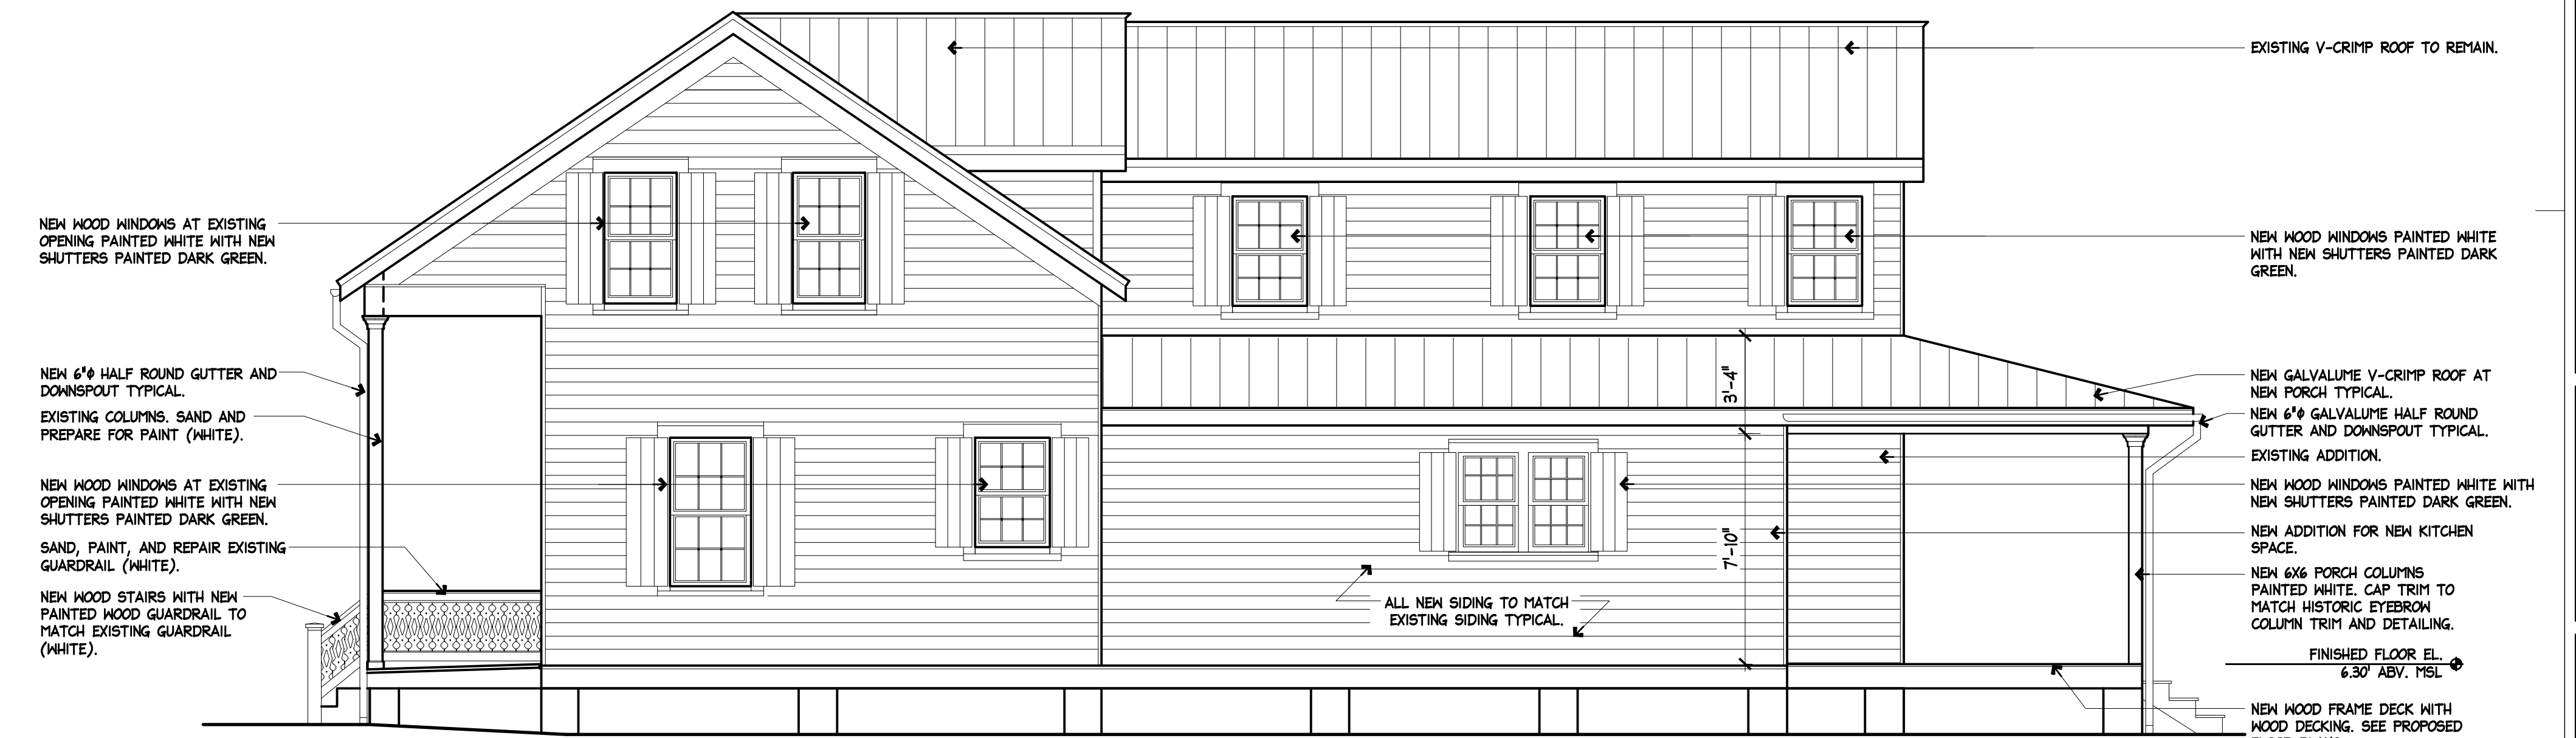 EXISTING V-CRIMP ROOF TO REMAIN.
NEW WOOD WINDOWS AT EXISTING
OPENING PAINTED WHITE WITH NEW
SHUTTERS PAINTED DARK GREEN.
NEW WOOD WINDOWS PAINTED WHITE
WITH NEW SHUTTERS PAINTED DARK
GREEN.
NEW 6"Φ HALF ROUND GUTTER AND
DOWNSPOUT TYPICAL.
EXISTING COLUMNS. SAND AND
PREPARE FOR PAINT (WHITE).
NEW WOOD WINDOWS AT EXISTING
OPENING PAINTED WHITE WITH NEW
SHUTTERS PAINTED DARK GREEN.
SAND, PAINT, AND REPAIR EXISTING
GUARDRAIL (WHITE).
NEW WOOD STAIRS WITH NEW
PAINTED WOOD GUARDRAIL TO
MATCH EXISTING GUARDRAIL
(WHITE).
3'-4"
7'-10"
ALL NEW SIDING TO MATCH
EXISTING SIDING TYPICAL.
NEW GALVALUME V-CRIMP ROOF AT
NEW PORCH TYPICAL.
NEW 6"Φ GALVALUME HALF ROUND
GUTTER AND DOWNSPOUT TYPICAL.
EXISTING ADDITION.
NEW WOOD WINDOWS PAINTED WHITE WITH
NEW SHUTTERS PAINTED DARK GREEN.
NEW ADDITION FOR NEW KITCHEN
SPACE.
NEW 6X6 PORCH COLUMNS
PAINTED WHITE. CAP TRIM TO
MATCH HISTORIC EYEBROW
COLUMN TRIM AND DETAILING.
FINISHED FLOOR EL.
6.30' ABV. MSL
NEW WOOD FRAME DECK WITH
WOOD DECKING. SEE PROPOSED